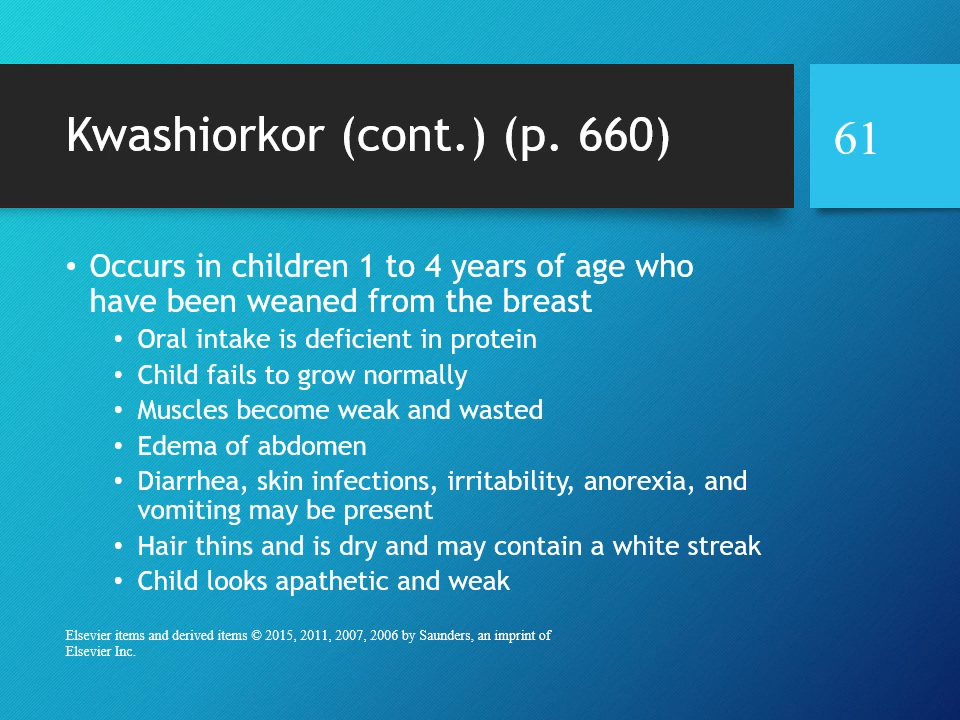 Kwashiorkor (cont.) (p. 660)
61
• Occurs in children 1 to 4 years of age who
have been weaned from the breast
• Oral intake is deficient in protein
• Child fails to grow normally
• Muscles become weak and wasted
• Edema of abdomen
• Diarrhea, skin infections, irritability, anorexia, and
vomiting may be present
• Hair thins and is dry and may contain a white streak
• Child looks apathetic and weak
Elsevier items and derived items © 2015, 2011, 2007, 2006 by Saunders, an imprint of
Elsevier Inc.